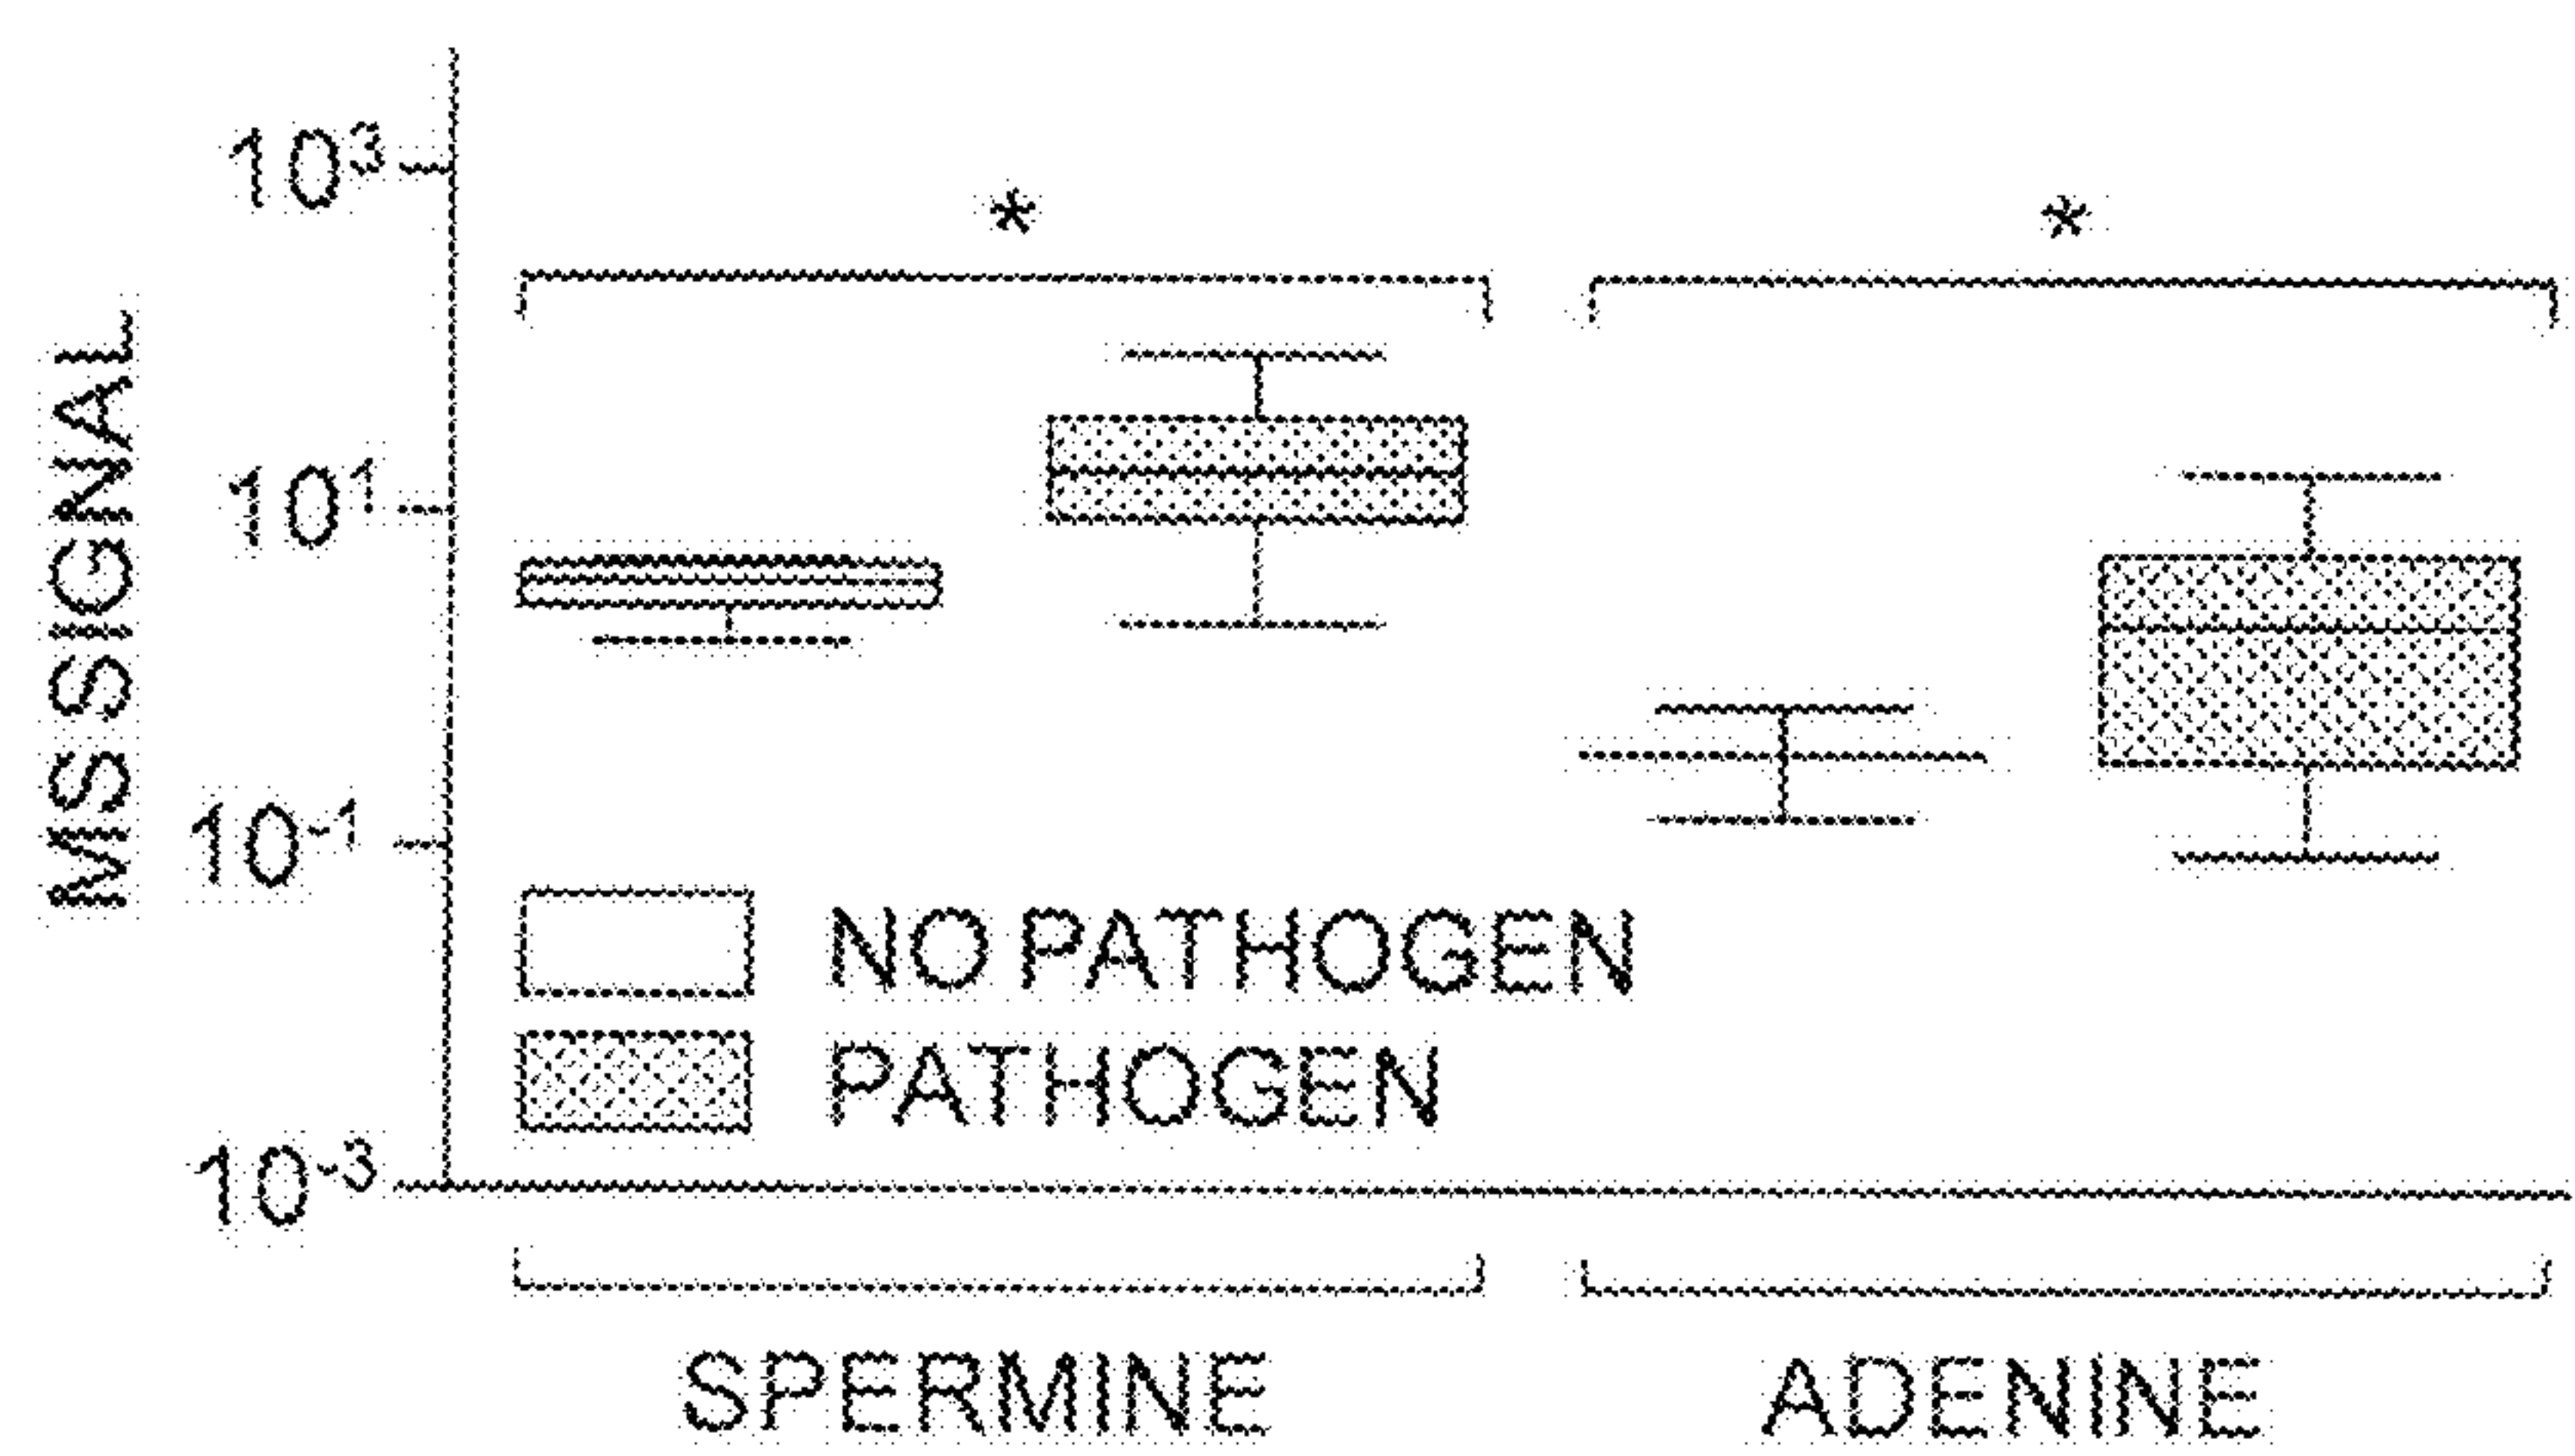 MS SIGNAL
10³
*
*
10¹
10⁻¹
NO PATHOGEN
PATHOGEN
10⁻³
SPERMINE
ADENINE